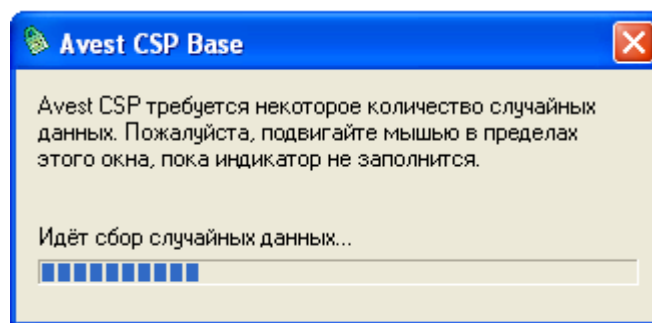 Avest CSP Base
Avest CSP требуется некоторое количество случайных
данных. Пожалуйста, подвигайте мышью в пределах
этого окна, пока индикатор не заполнится.
Идёт сбор случайных данных...